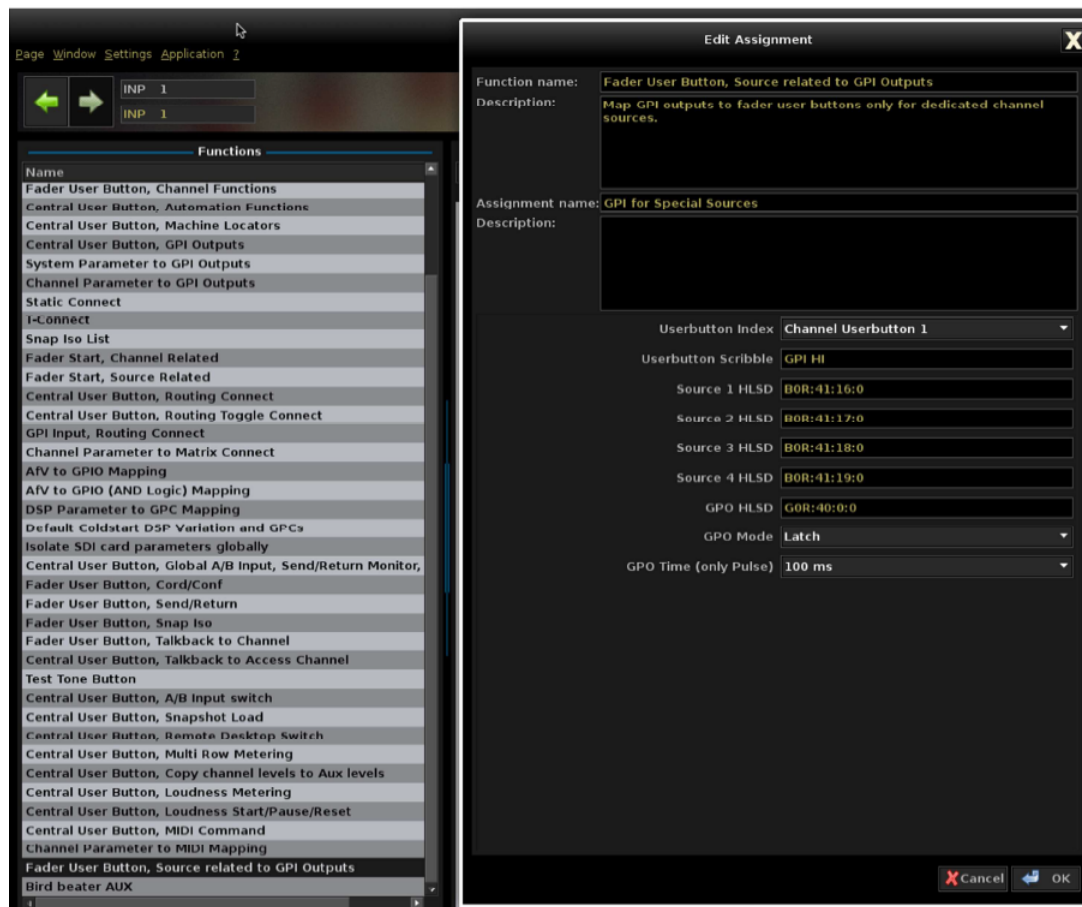 Page Window Settings Application ?
INP 1
INP 1
Functions
Name
Fader User Button, Channel Functions
Central User Button, Automation Functions
Central User Button, Machine Locators
Central User Button, GPI Outputs
System Parameter to GPI Outputs
Channel Parameter to GPI Outputs
Static Connect
T-Connect
Snap Iso List
Fader Start, Channel Related
Fader Start, Source Related
Central User Button, Routing Connect
Central User Button, Routing Toggle Connect
GPI Input, Routing Connect
Channel Parameter to Matrix Connect
AfV to GPIO Mapping
AfV to GPIO (AND Logic) Mapping
DSP Parameter to GPC Mapping
Default Coldstart DSP Variation and GPCs
Isolate SDI card parameters globally
Central User Button, Global A/B Input, Send/Return Monitor,
Fader User Button, Cord/Conf
Fader User Button, Send/Return
Fader User Button, Snap Iso
Fader User Button, Talkback to Channel
Central User Button, Talkback to Access Channel
Test Tone Button
Central User Button, A/B Input switch
Central User Button, Snapshot Load
Central User Button, Remote Desktop Switch
Central User Button, Multi Row Metering
Central User Button, Copy channel levels to Aux levels
Central User Button, Loudness Metering
Central User Button, Loudness Start/Pause/Reset
Central User Button, MIDI Command
Channel Parameter to MIDI Mapping
Fader User Button, Source related to GPI Outputs
Bird beater AUX
Edit Assignment
X
Function name: Fader User Button, Source related to GPI Outputs
Description: Map GPI outputs to fader user buttons only for dedicated channel
sources.
Assignment name: GPI for Special Sources
Description:
Userbutton Index Channel Userbutton 1
Userbutton Scribble GPI HI
Source 1 HLSD B0R:41:16:0
Source 2 HLSD B0R:41:17:0
Source 3 HLSD B0R:41:18:0
Source 4 HLSD B0R:41:19:0
GPO HLSD G0R:40:0:0
GPO Mode Latch
GPO Time (only Pulse) 100 ms
Cancel OK